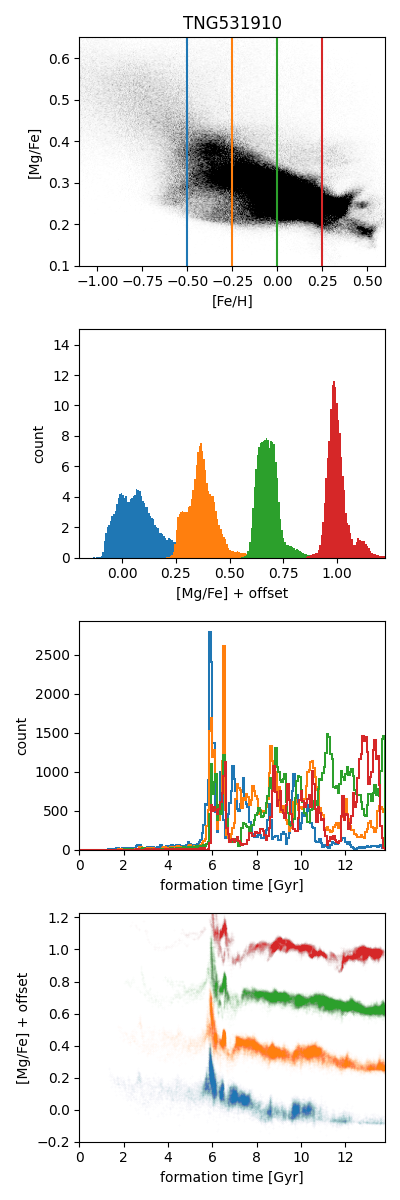 TNG531910
[Mg/Fe]
0.6
0.5
0.4
0.3
0.2
0.1
−1.00 −0.75 −0.50 −0.25 0.00 0.25 0.50
[Fe/H]
count
14
12
10
8
6
4
2
0
0.00 0.25 0.50 0.75 1.00
[Mg/Fe] + offset
count
2500
2000
1500
1000
500
0
0 2 4 6 8 10 12
formation time [Gyr]
[Mg/Fe] + offset
1.2
1.0
0.8
0.6
0.4
0.2
0.0
−0.2
0 2 4 6 8 10 12
formation time [Gyr]